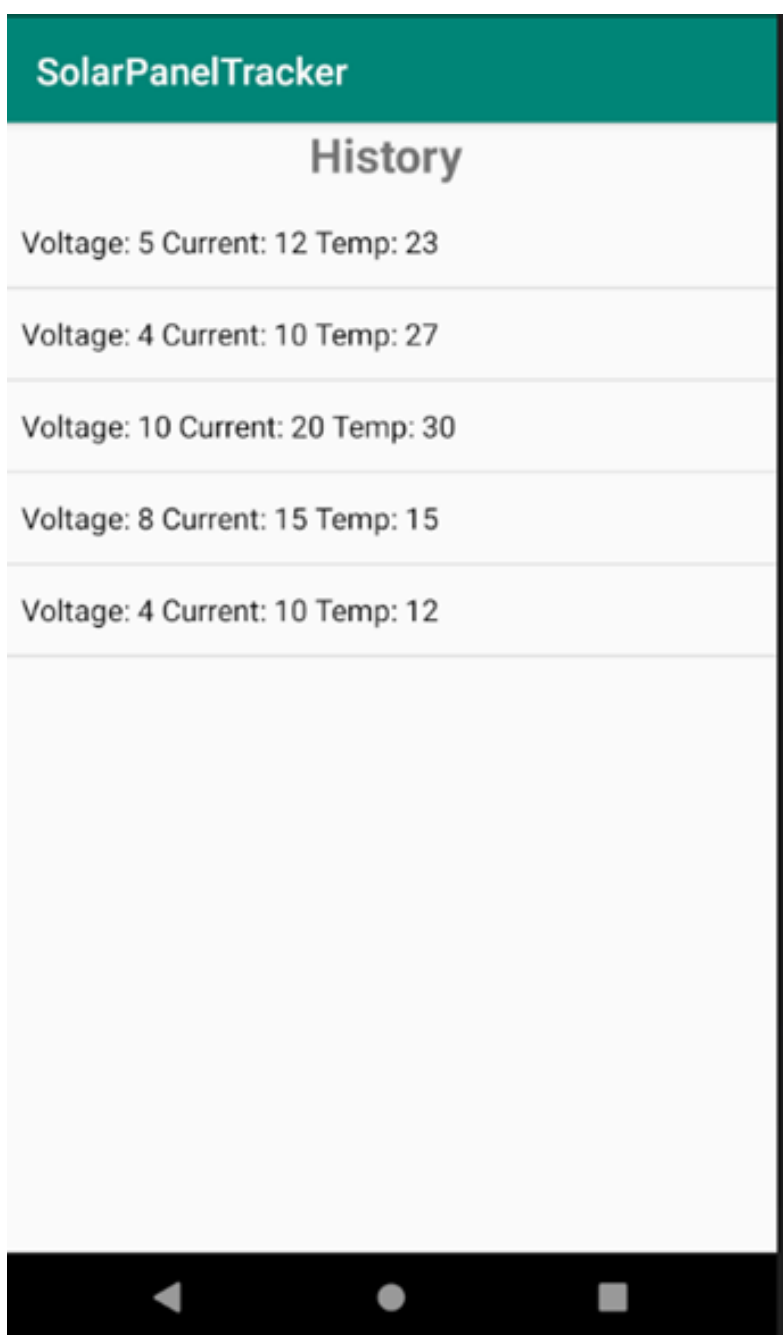 SolarPanelTracker
History
Voltage: 5 Current: 12 Temp: 23
Voltage: 4 Current: 10 Temp: 27
Voltage: 10 Current: 20 Temp: 30
Voltage: 8 Current: 15 Temp: 15
Voltage: 4 Current: 10 Temp: 12